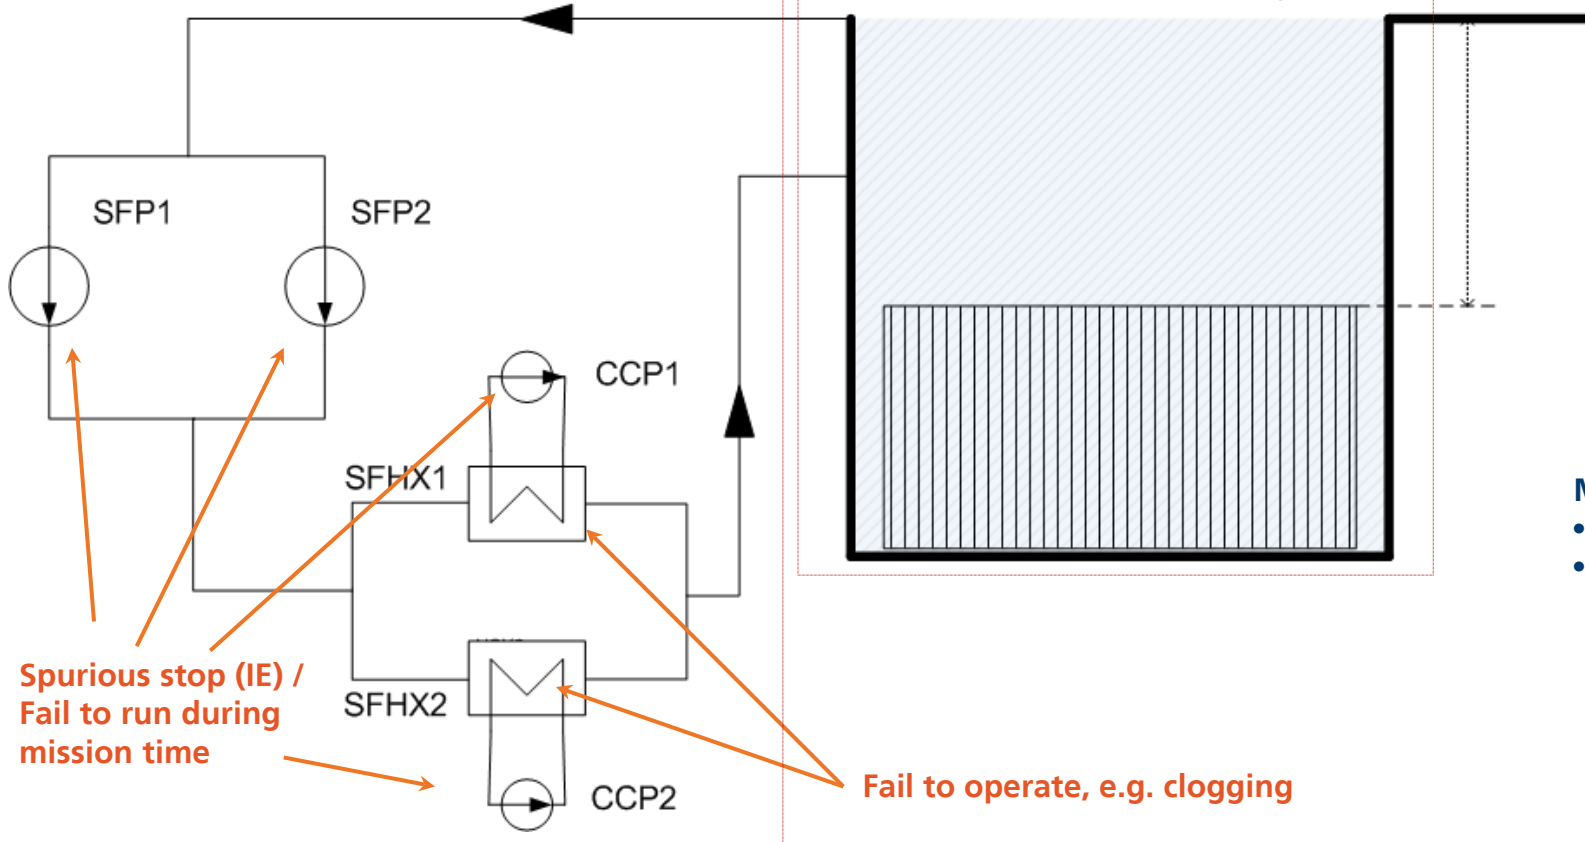 SFP1
SFP2
CCP1
SFHX1
M
•
•
Spurious stop (IE) /
Fail to run during
mission time
SFHX2
CCP2
Fail to operate, e.g. clogging